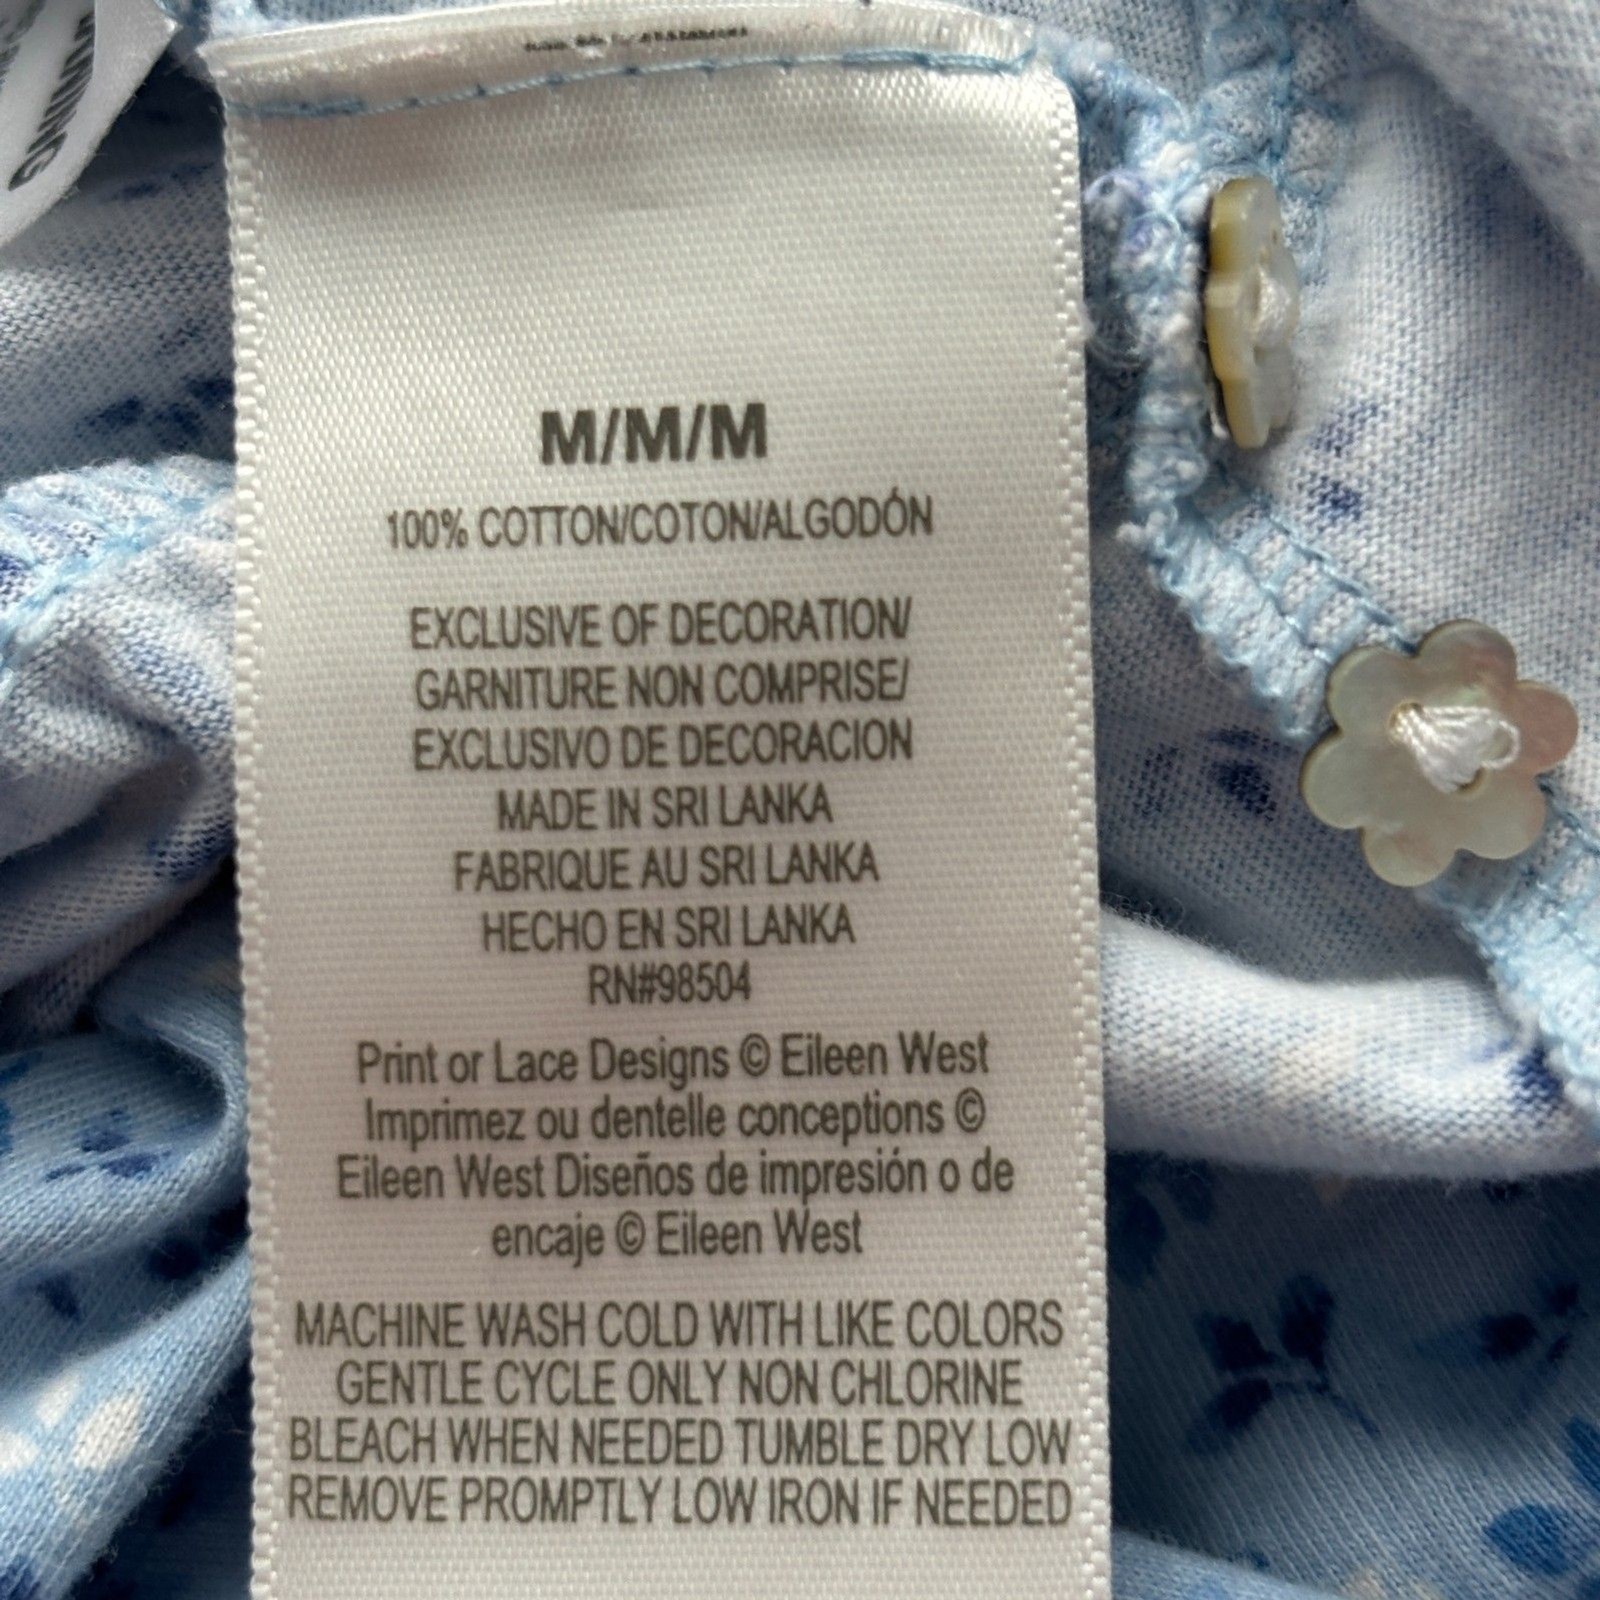 WARNING
M/M/M
100% COTTON/COTON/ALGODÓN
EXCLUSIVE OF DECORATION/
GARNITURE NON COMPRISE/
EXCLUSIVO DE DECORACION
MADE IN SRI LANKA
FABRIQUE AU SRI LANKA
HECHO EN SRI LANKA
RN#98504
Print or Lace Designs © Eileen West
Imprimez ou dentelle conceptions ©
Eileen West Diseños de impresión o de
encaje © Eileen West
MACHINE WASH COLD WITH LIKE COLORS
GENTLE CYCLE ONLY NON CHLORINE
BLEACH WHEN NEEDED TUMBLE DRY LOW
REMOVE PROMPTLY LOW IRON IF NEEDED